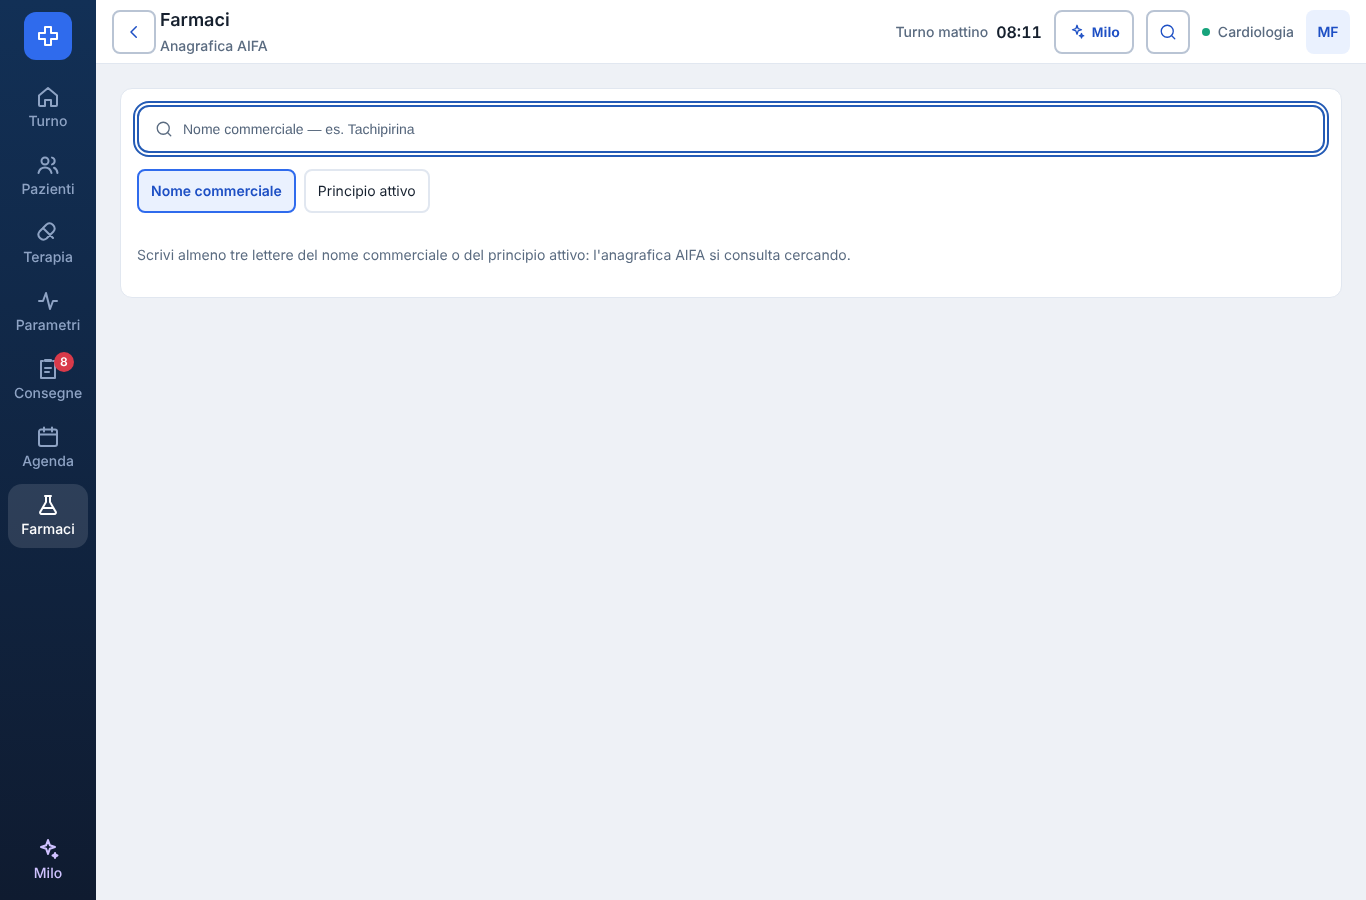 Farmaci
Anagrafica AIFA
Turno mattino 08:11
Milo
Cardiologia
MF
Turno
Pazienti
Terapia
Parametri
8
Consegne
Agenda
Farmaci
Milo
Nome commerciale — es. Tachipirina
Nome commerciale
Principio attivo
Scrivi almeno tre lettere del nome commerciale o del principio attivo: l'anagrafica AIFA si consulta cercando.